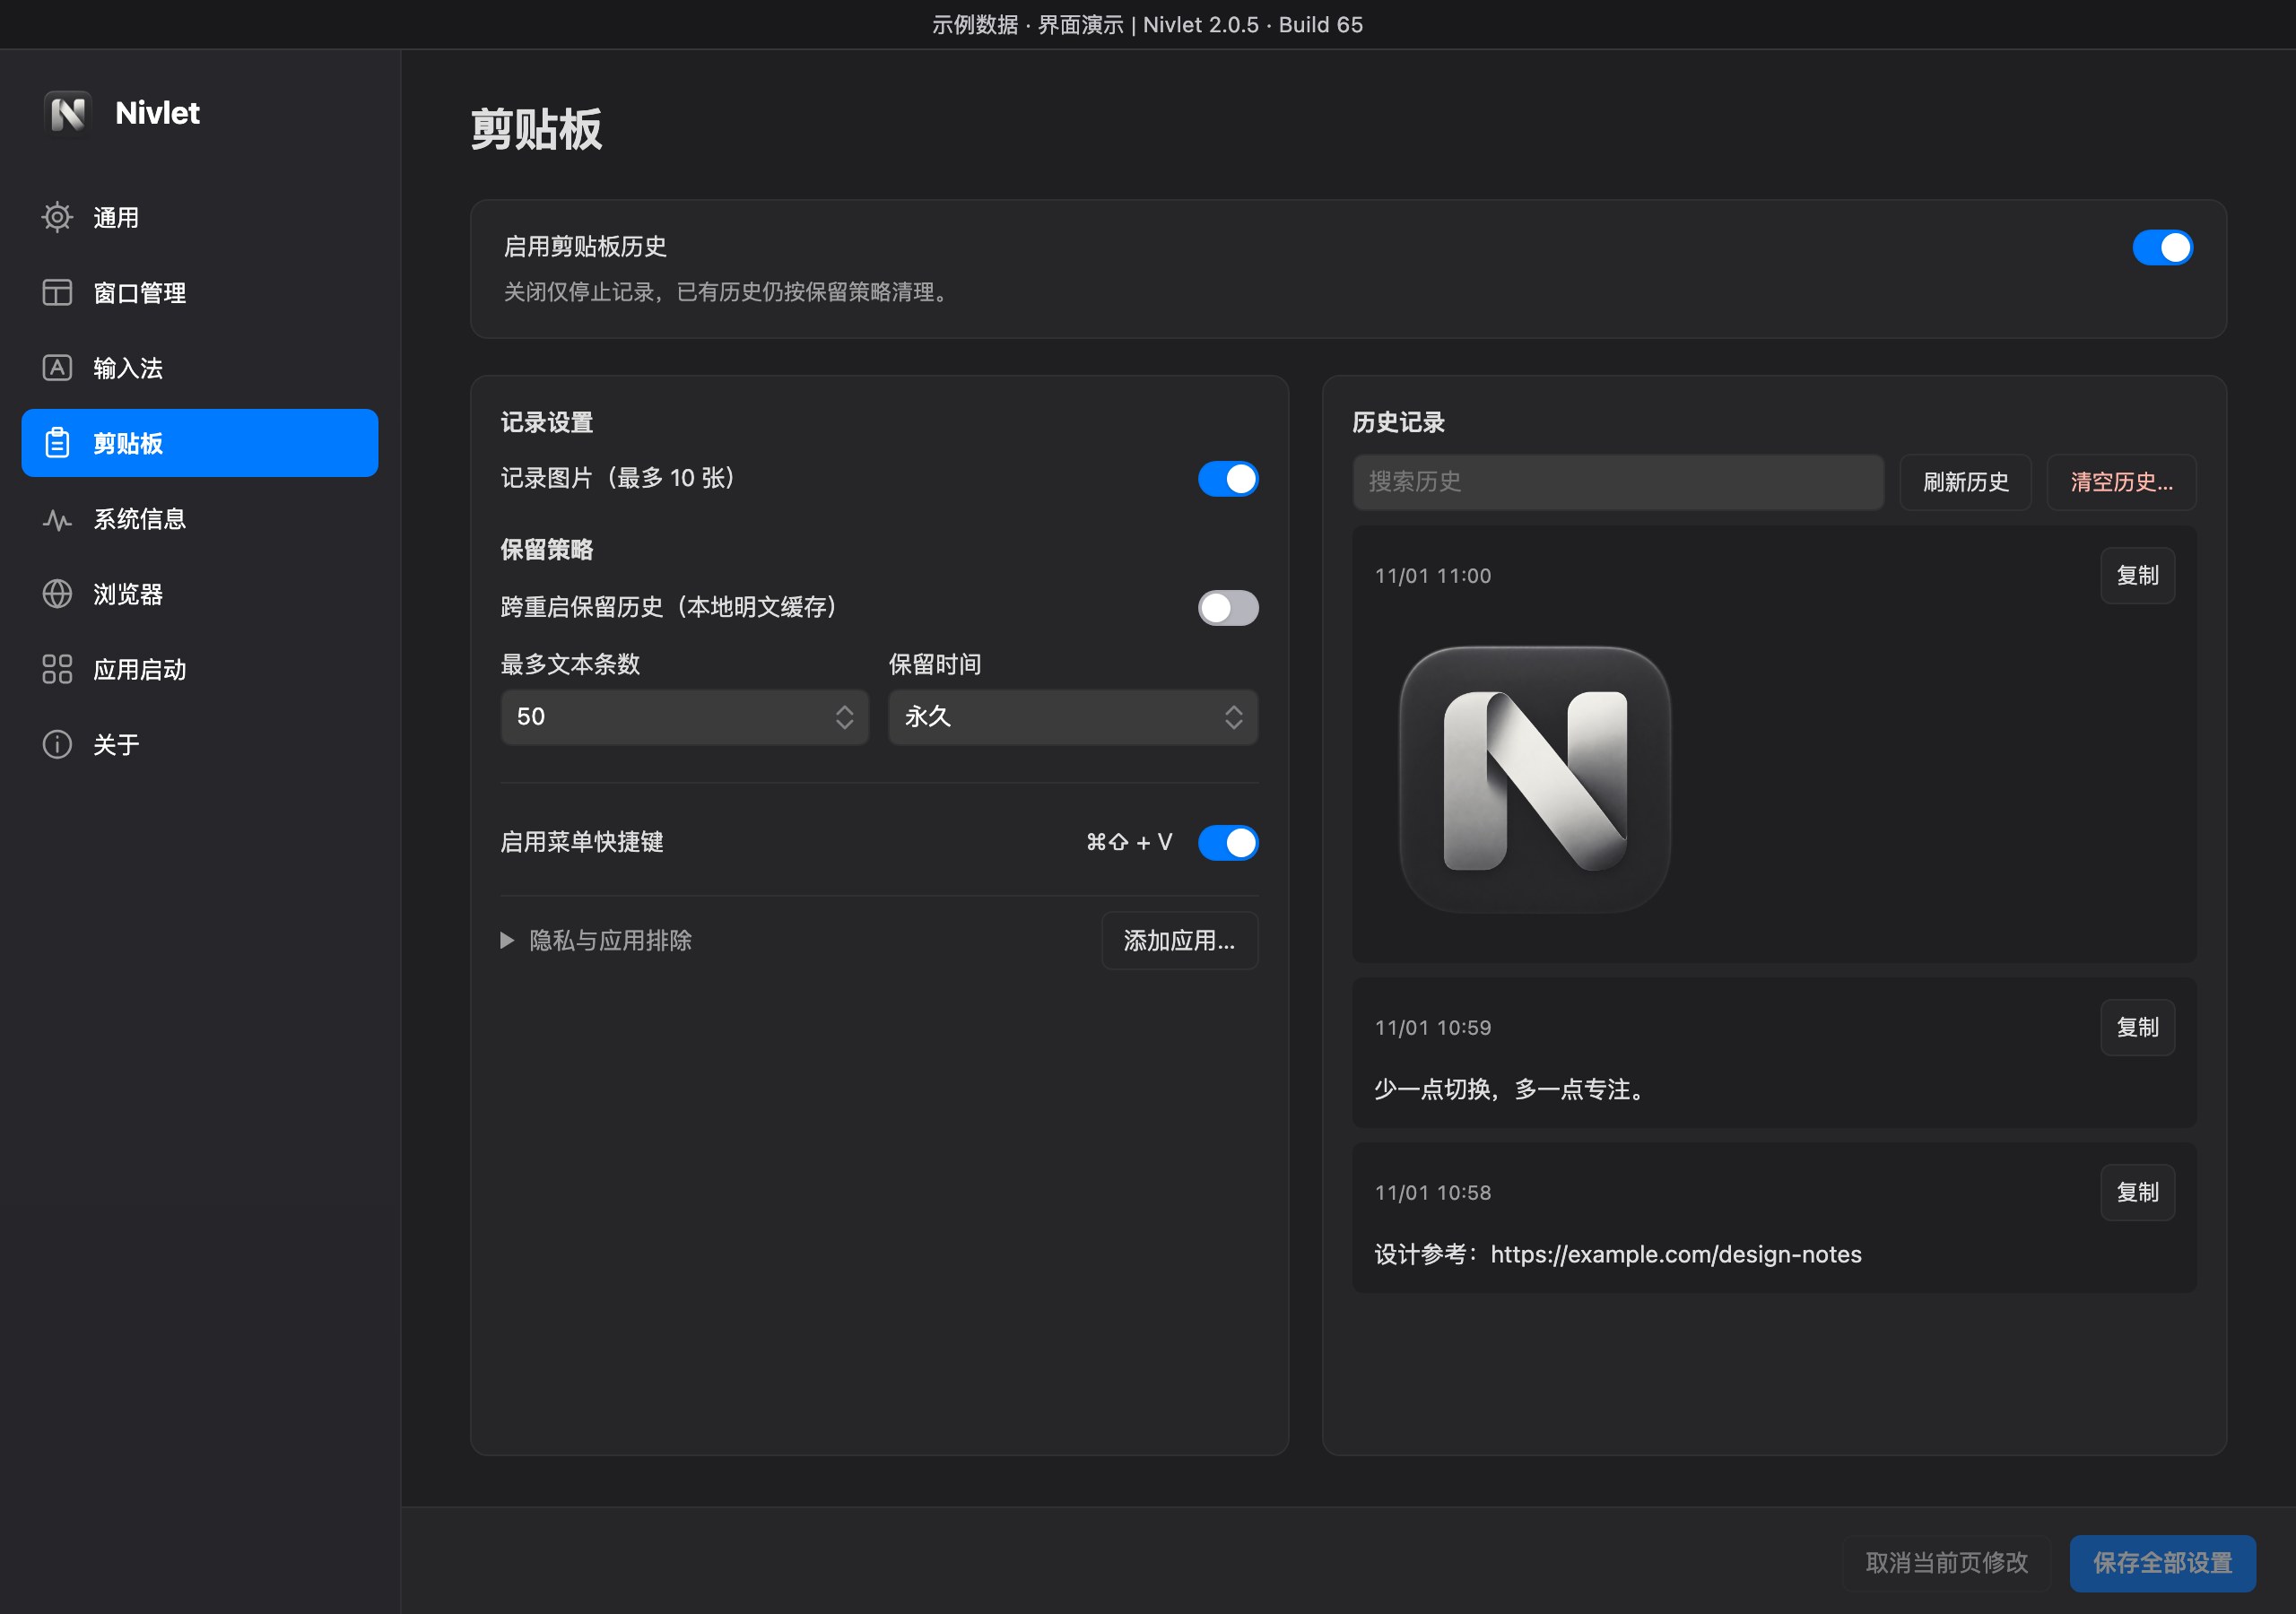 示例数据 · 界面演示 | Nivlet 2.0.5 · Build 65
Nivlet
通用
窗口管理
输入法
剪贴板
系统信息
浏览器
应用启动
关于
剪贴板
启用剪贴板历史
关闭仅停止记录，已有历史仍按保留策略清理。
记录设置
记录图片（最多 10 张）
保留策略
跨重启保留历史（本地明文缓存）
最多文本条数 保留时间
50 永久
启用菜单快捷键 ⌘⇧ + V
隐私与应用排除 添加应用...
历史记录
搜索历史 刷新历史 清空历史...
11/01 11:00 复制
N
11/01 10:59 复制
少一点切换，多一点专注。
11/01 10:58 复制
设计参考：https://example.com/design-notes
取消当前页修改 保存全部设置